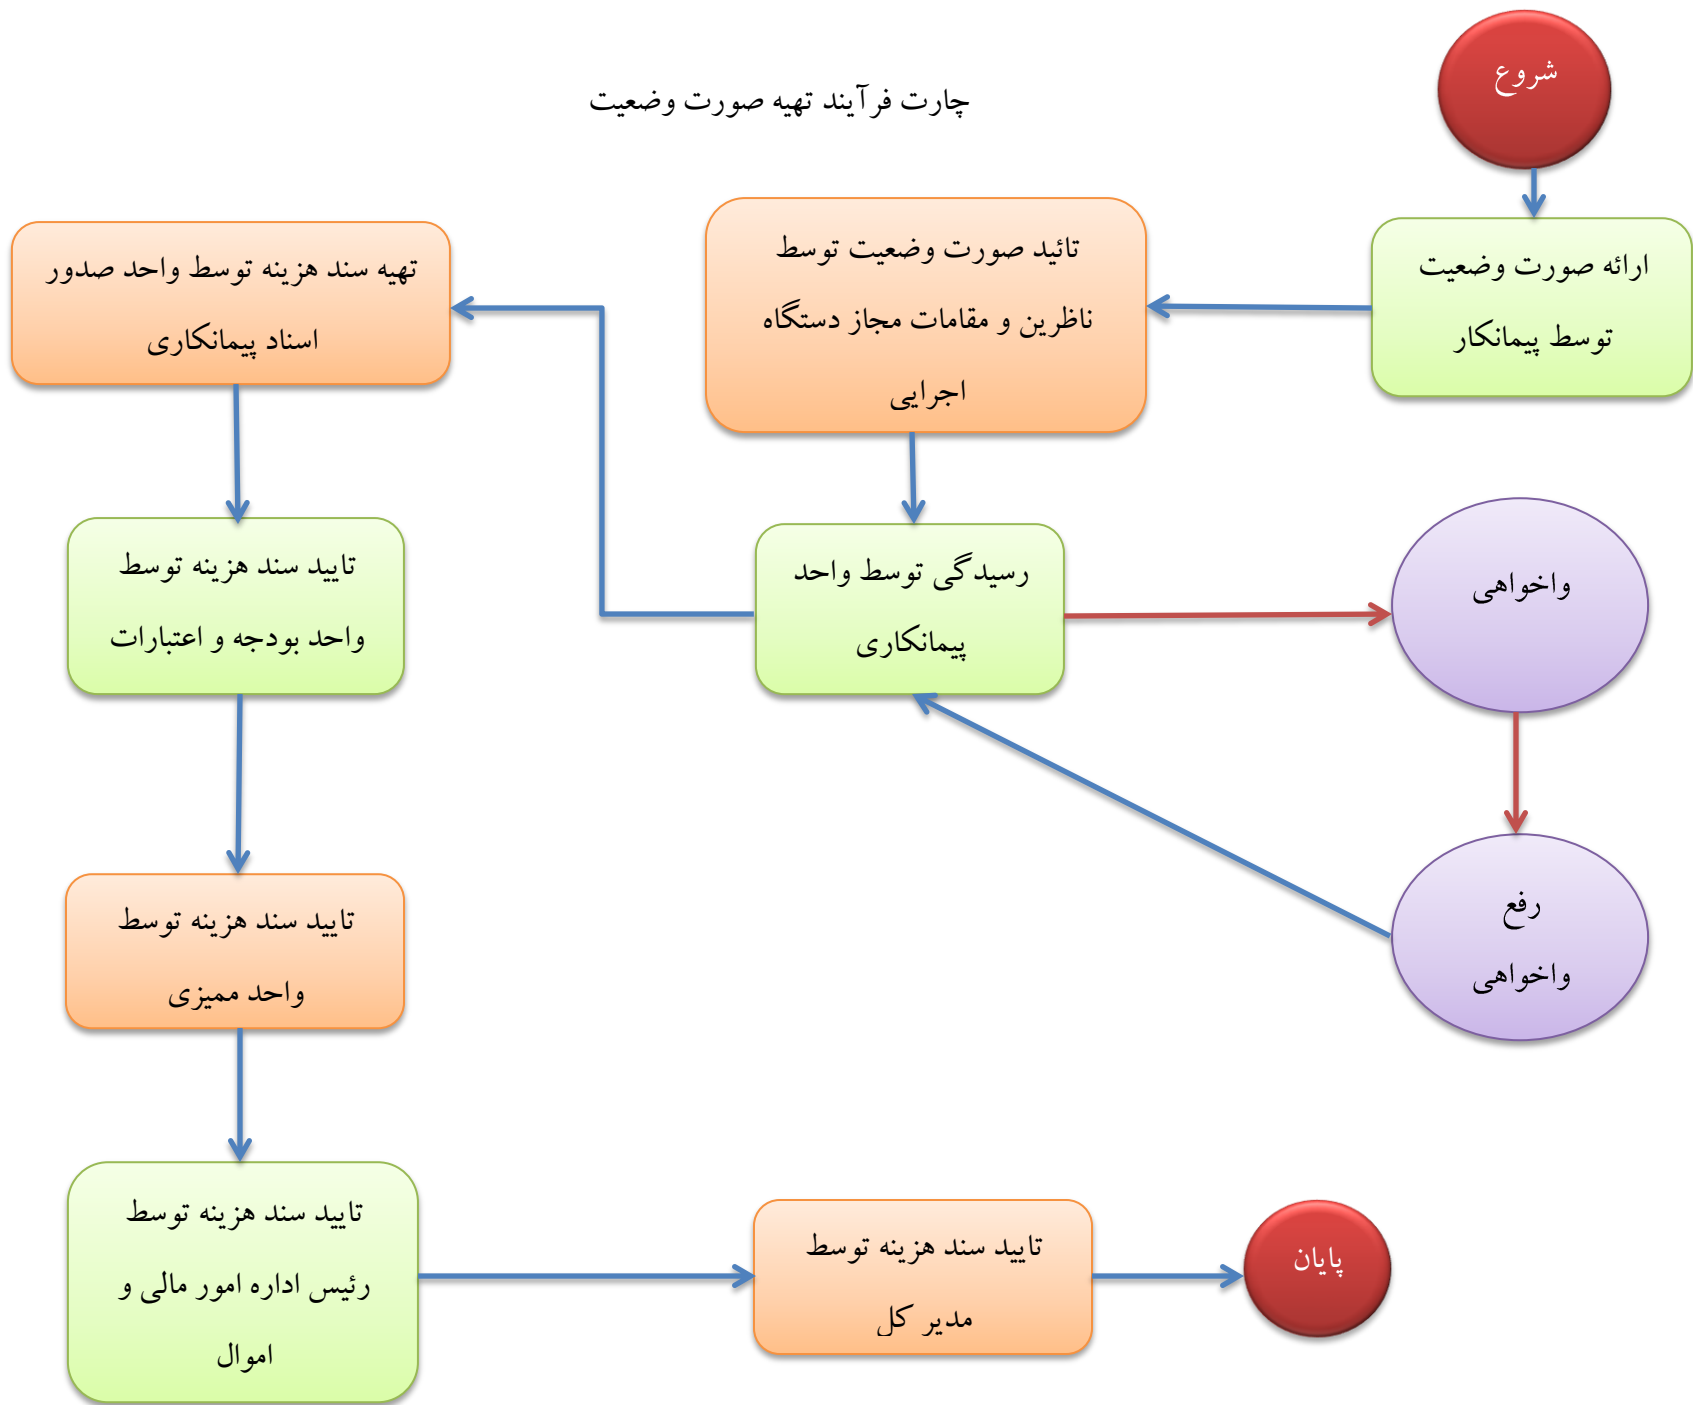 شروع
چارت فرآیند تهیه صورت وضعیت
ارائه صورت وضعیت
توسط پیمانکار
تائید صورت وضعیت توسط
ناظرین و مقامات مجاز دستگاه
اجرایی
تهیه سند هزینه توسط واحد صدور
اسناد پیمانکاری
رسیدگی توسط واحد
پیمانکاری
واخواهی
رفع
واخواهی
تایید سند هزینه توسط
واحد بودجه و اعتبارات
تایید سند هزینه توسط
واحد ممیزی
تایید سند هزینه توسط
رئیس اداره امور مالی و
اموال
تایید سند هزینه توسط
مدیر کل
پایان